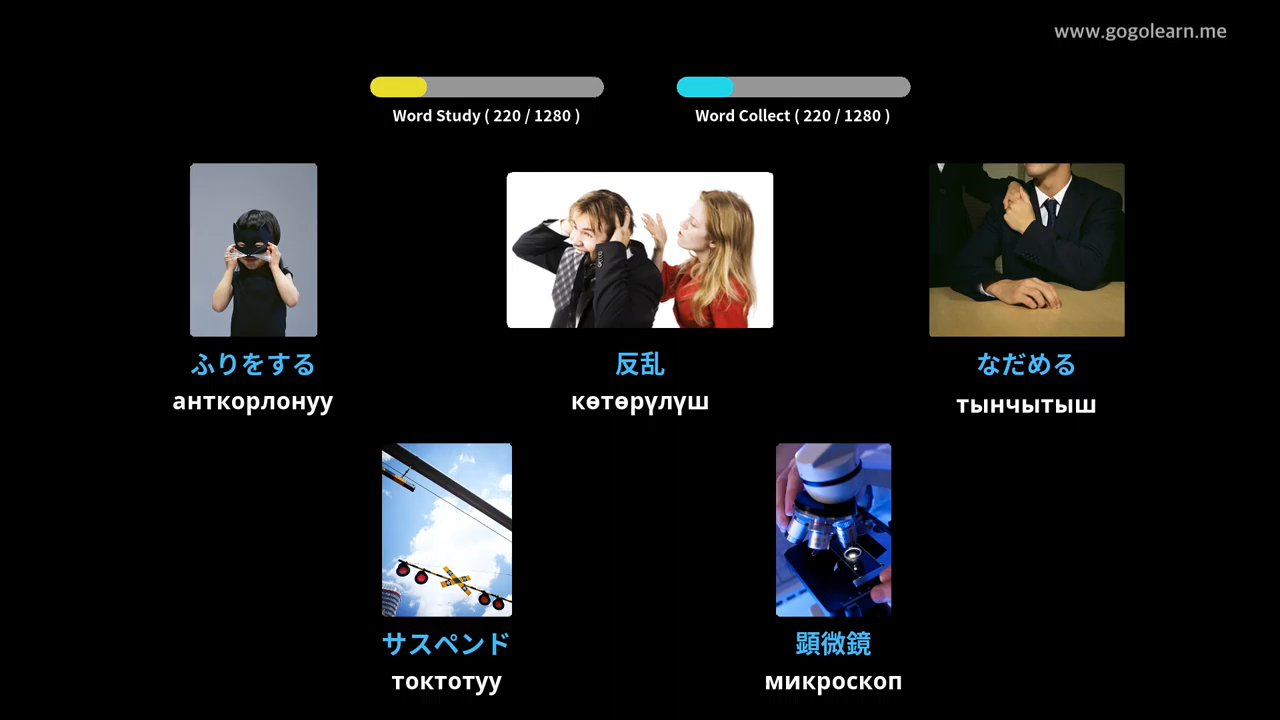 www.gogolearn.me
Word Study ( 220 / 1280 )
Word Collect ( 220 / 1280 )
ふりをする
анткорлонуу
反乱
көтөрүлүш
なだめる
тынчытыш
サスペンド
токтотуу
顕微鏡
микроскоп